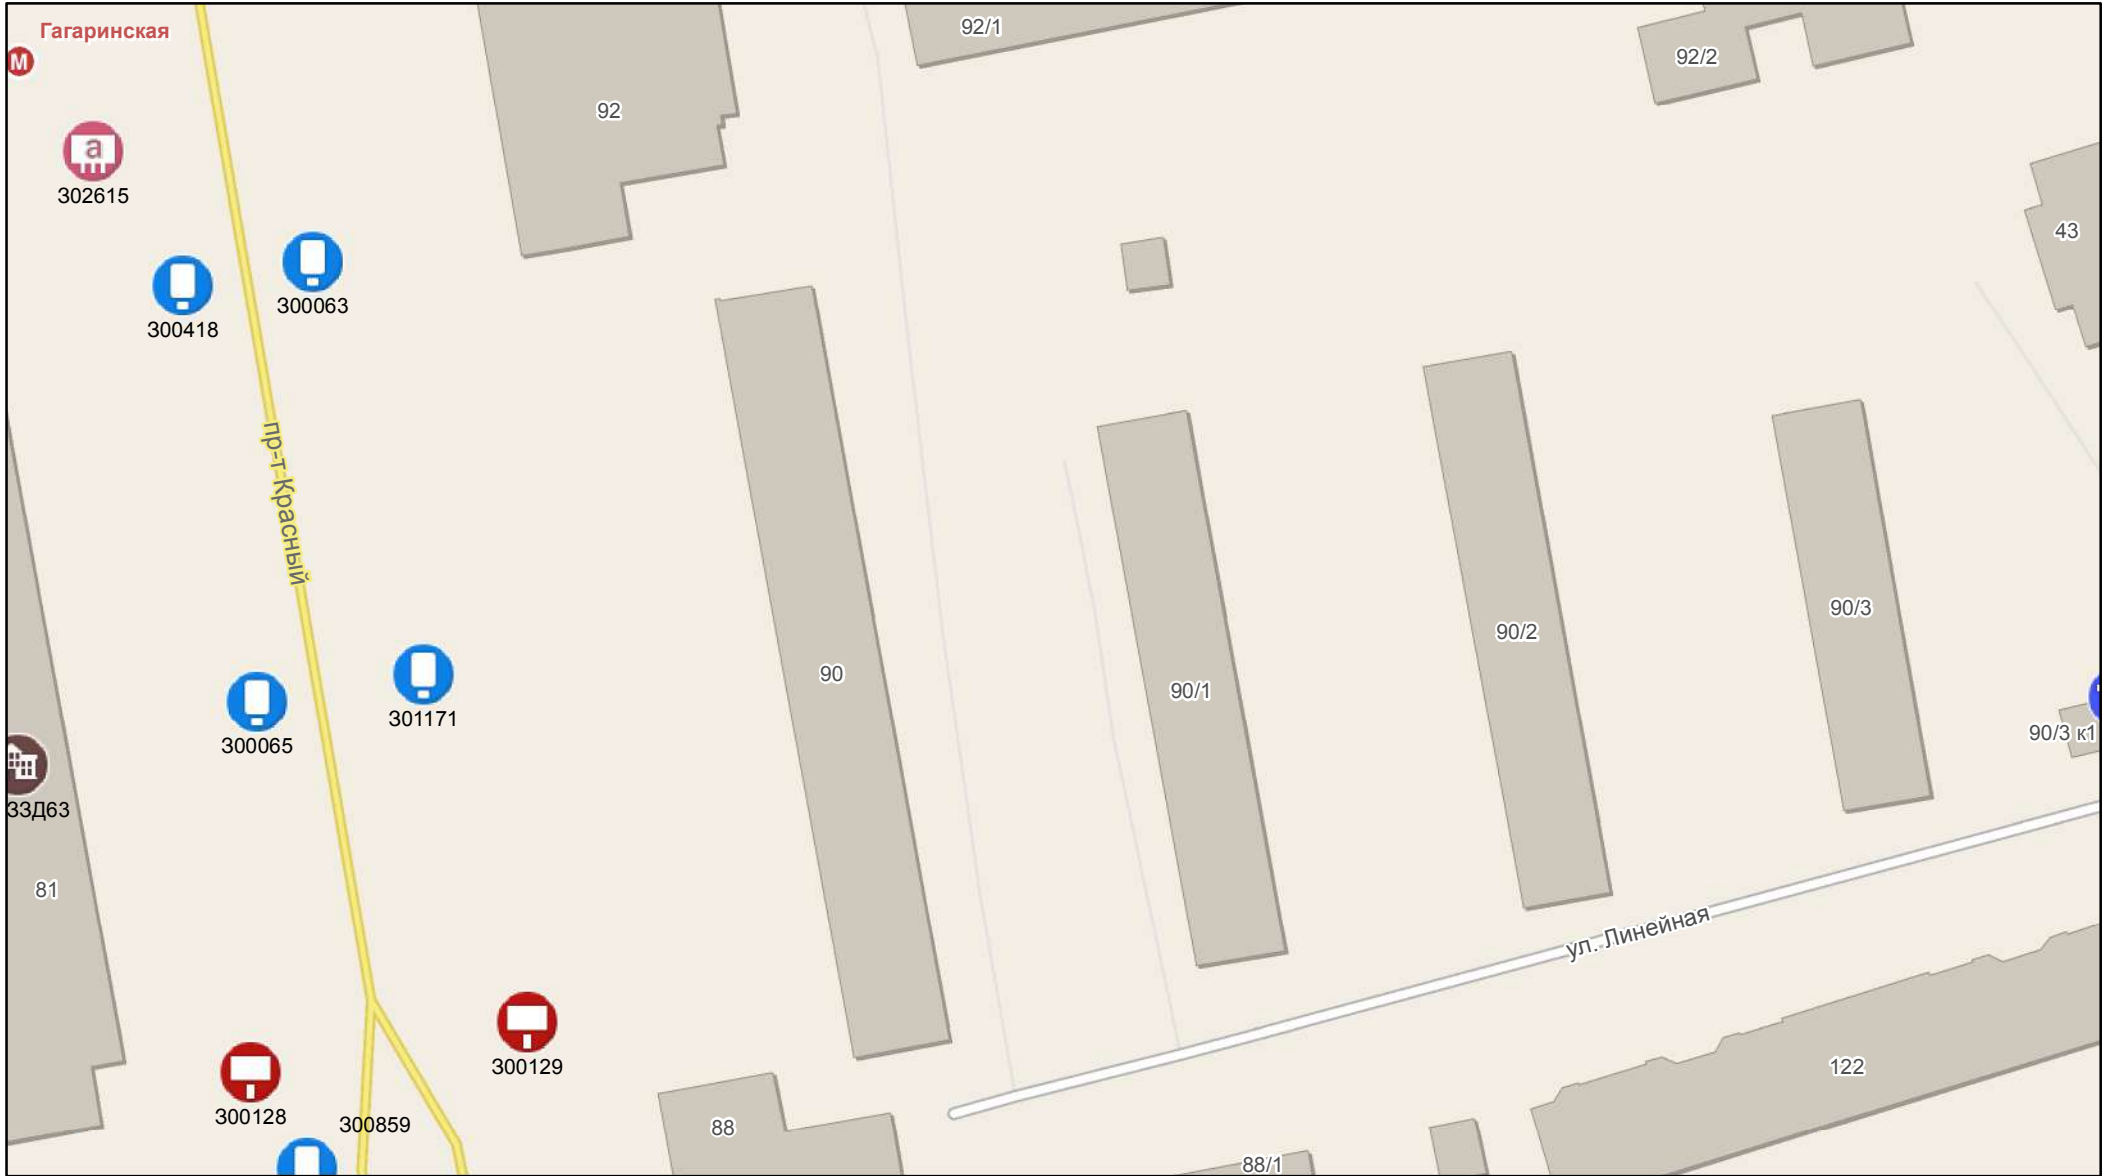 Гагаринская
М
92/1
92/2
92
а
302615
43
300063
300418
пр-т Красный
90/3
90/2
90
90/1
301171
90/3 к1
300065
33Д63
81
ул. Линейная
300129
122
300128
300859
88
88/1